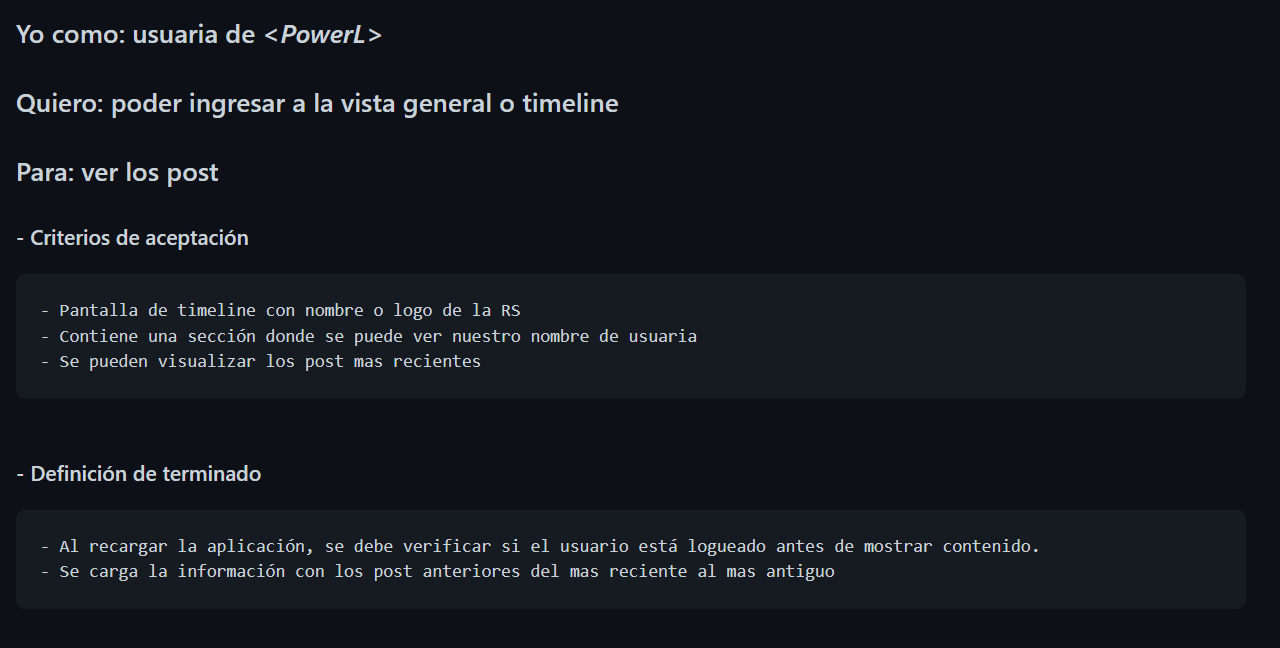 Yo como: usuaria de <PowerL>
Quiero: poder ingresar a la vista general o timeline
Para: ver los post
- Criterios de aceptación
- Pantalla de timeline con nombre o logo de la RS
- Contiene una sección donde se puede ver nuestro nombre de usuaria
- Se pueden visualizar los post mas recientes
- Definición de terminado
- Al recargar la aplicación, se debe verificar si el usuario está logueado antes de mostrar contenido.
- Se carga la información con los post anteriores del mas reciente al mas antiguo